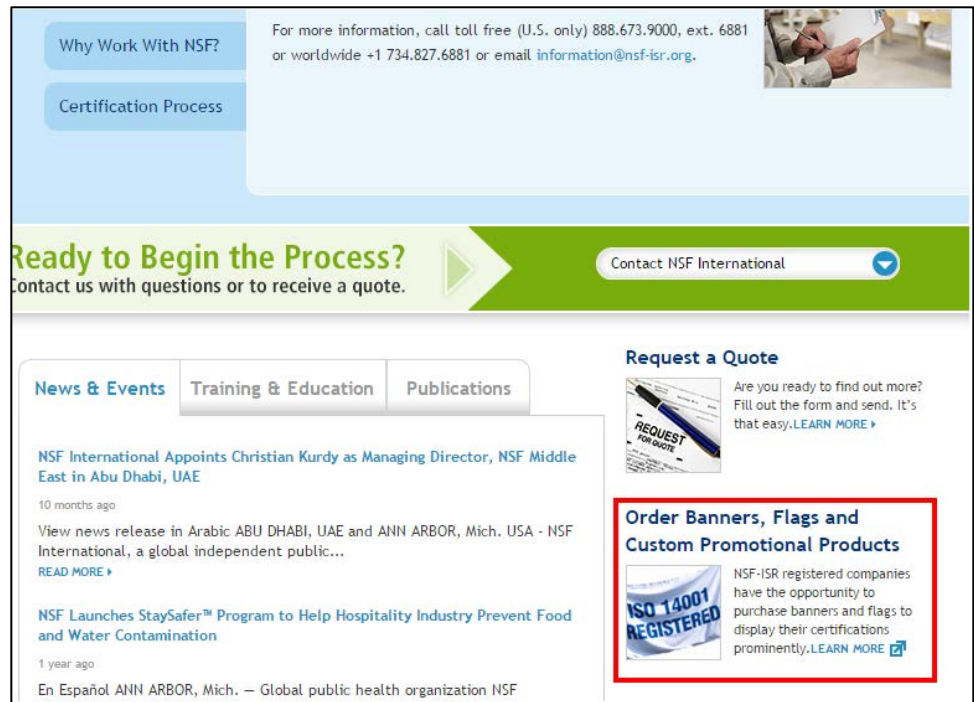 Why Work With NSF?
Certification Process
For more information, call toll free (U.S. only) 888.673.9000, ext. 6881
or worldwide +1 734.827.6881 or email information@nsf-isr.org.
Ready to Begin the Process?
Contact us with questions or to receive a quote.
Contact NSF International
News & Events
Training & Education
Publications
NSF International Appoints Christian Kurdy as Managing Director, NSF Middle
East in Abu Dhabi, UAE
10 months ago
View news release in Arabic ABU DHABI, UAE and ANN ARBOR, Mich. USA - NSF
International, a global independent public...
READ MORE
NSF Launches StaySafer™ Program to Help Hospitality Industry Prevent Food
and Water Contamination
1 year ago
En Español ANN ARBOR, Mich. — Global public health organization NSF
Request a Quote
REQUEST
FOR QUOTE
Are you ready to find out more?
Fill out the form and send. It's
that easy.LEARN MORE
Order Banners, Flags and
Custom Promotional Products
ISO 14001
REGISTERED
NSF-ISR registered companies
have the opportunity to
purchase banners and flags to
display their certifications
prominently.LEARN MORE